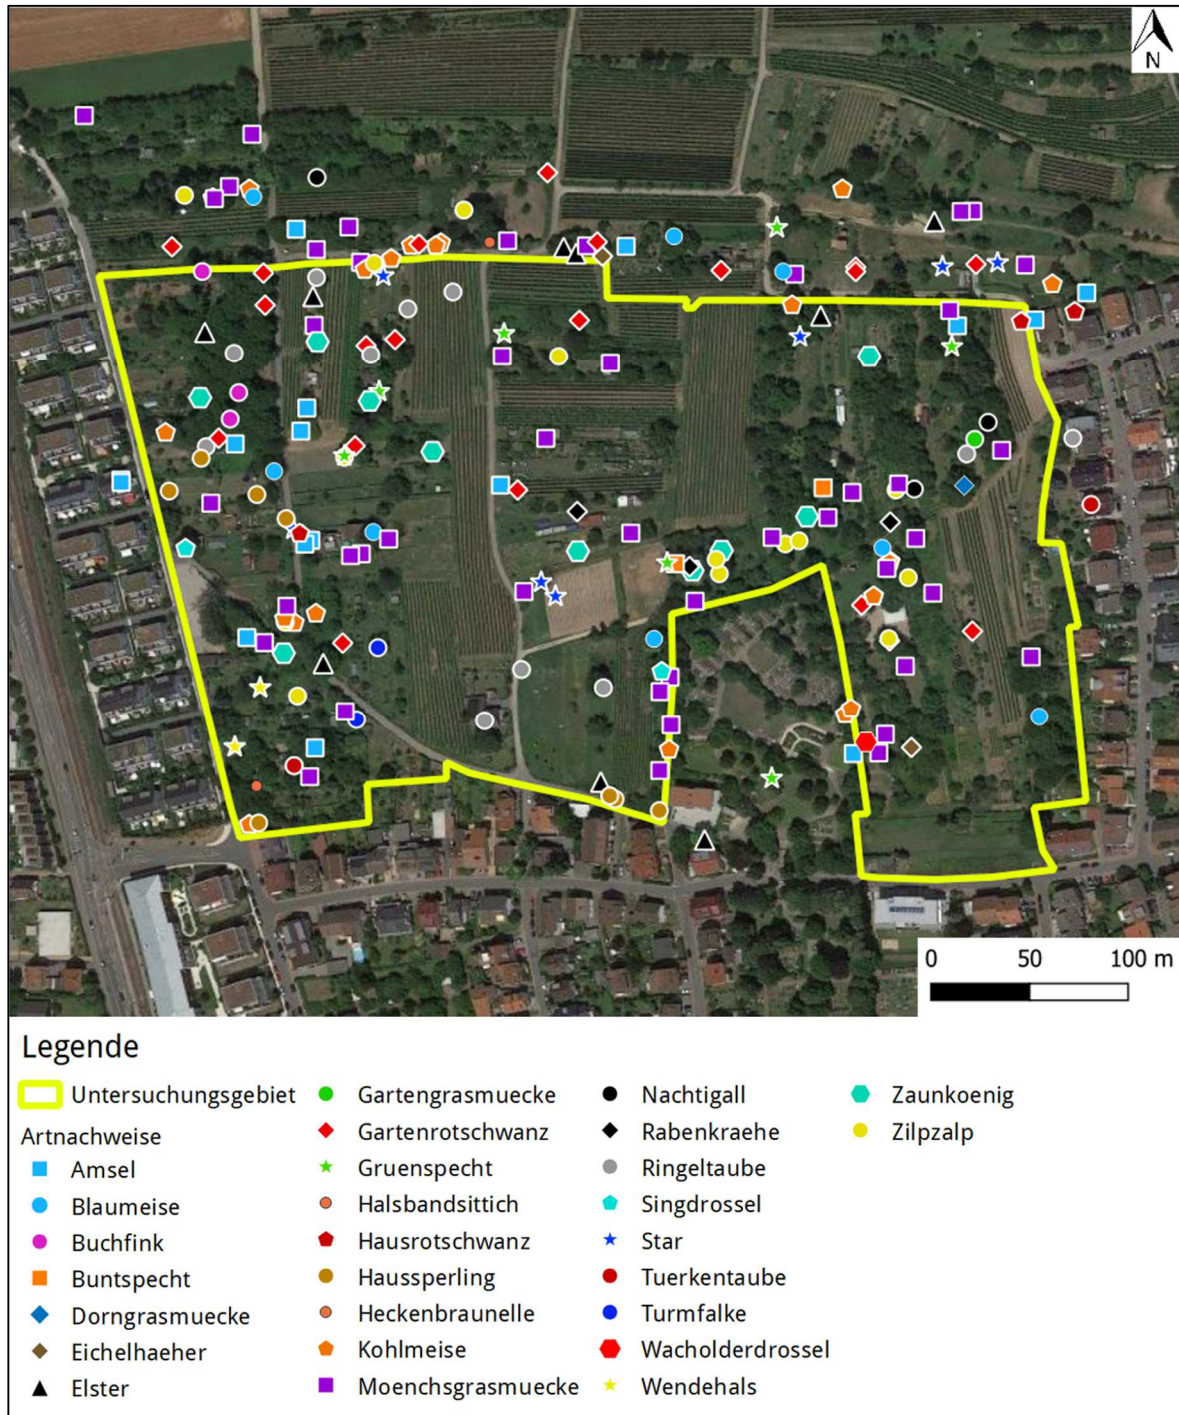 N
0 50 100 m
Legende
Untersuchungsgebiet
Artnachweise
Amsel
Blaumeise
Buchfink
Buntspecht
Dorngrasmuecke
Eichelhaeher
Elster
Gartengrasmuecke
Gartenrotschwanz
Gruenspecht
Halsbandsittich
Hausrotschwanz
Haussperling
Heckenbraunelle
Kohlmeise
Moenchsgrasmuecke
Nachtigall
Rabenkraehe
Ringeltaube
Singdrossel
Star
Tuerkentaube
Turmfalke
Wacholderdrossel
Wendehals
Zaunkoenig
Zilpzalp